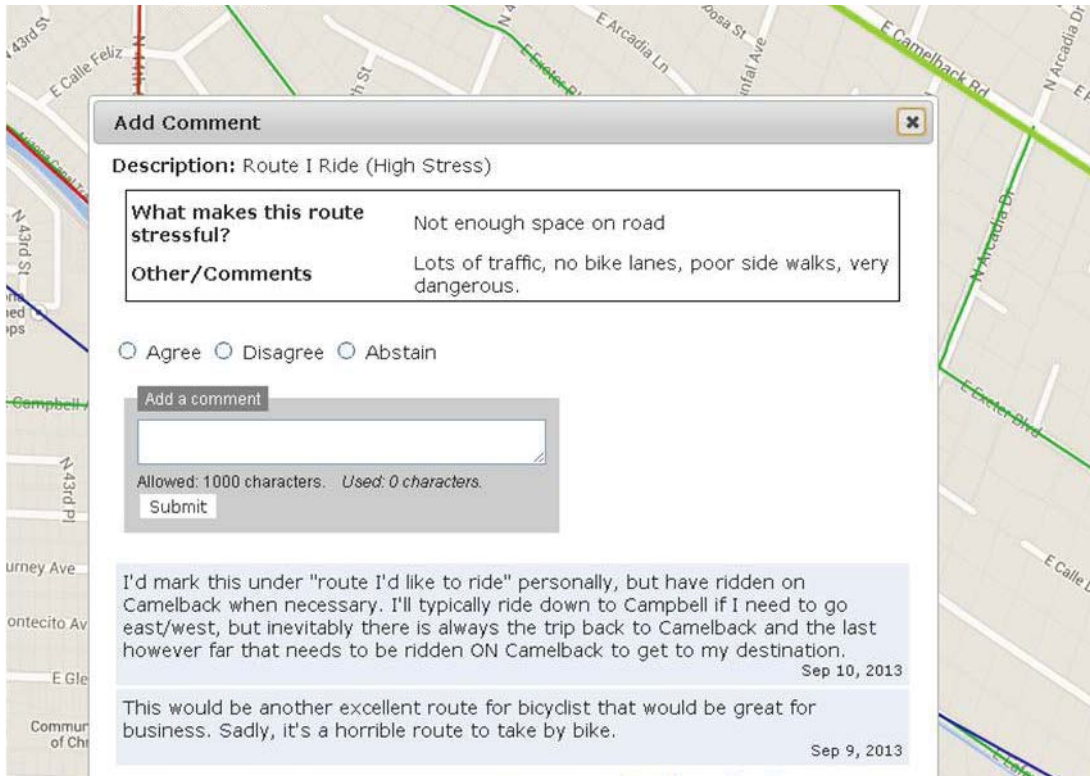 N 43rd St
E Calle Feliz
E Arcadia Ln
E Camelback Rd
N Arcadia Dr
Add Comment
Description: Route I Ride (High Stress)
What makes this route
stressful?
Not enough space on road
Other/Comments
Lots of traffic, no bike lanes, poor side walks, very
dangerous.
N 43rd St
N Arcadia Dr
Agree Disagree Abstain
E Exeter Blvd
Add a comment
Allowed: 1000 characters. Used: 0 characters.
Submit
N 43rd Pl
I'd mark this under "route I'd like to ride" personally, but have ridden on
Camelback when necessary. I'll typically ride down to Campbell if I need to go
east/west, but inevitably there is always the trip back to Camelback and the last
however far that needs to be ridden ON Camelback to get to my destination.
Sep 10, 2013
This would be another excellent route for bicyclist that would be great for
business. Sadly, it's a horrible route to take by bike.
Sep 9, 2013